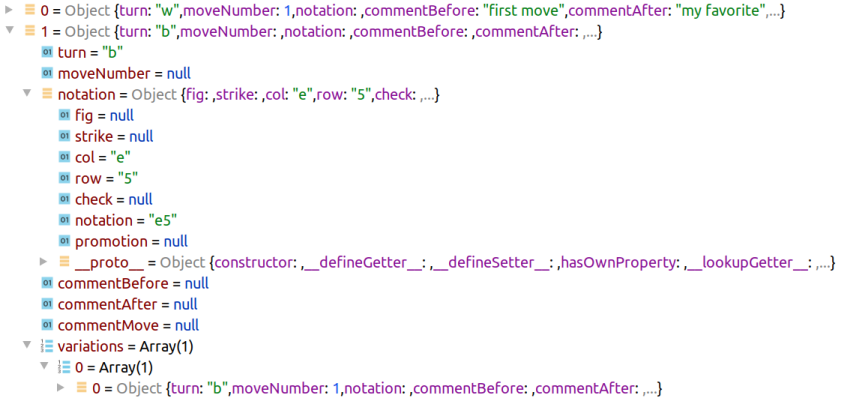 0 = Object {turn: "w",moveNumber: 1,notation: ,commentBefore: "first move",commentAfter: "my favorite",...}
1 = Object {turn: "b",moveNumber: ,notation: ,commentBefore: ,commentAfter: ,...}
01 turn = "b"
01 moveNumber = null
notation = Object {fig: ,strike: ,col: "e",row: "5",check: ,...}
01 fig = null
01 strike = null
01 col = "e"
01 row = "5"
01 check = null
01 notation = "e5"
01 promotion = null
__proto__ = Object {constructor: ,__defineGetter__: ,__defineSetter__: ,hasOwnProperty: ,__lookupGetter__: ,...}
01 commentBefore = null
01 commentAfter = null
01 commentMove = null
variations = Array(1)
0 = Array(1)
0 = Object {turn: "b",moveNumber: 1,notation: ,commentBefore: ,commentAfter: ,...}